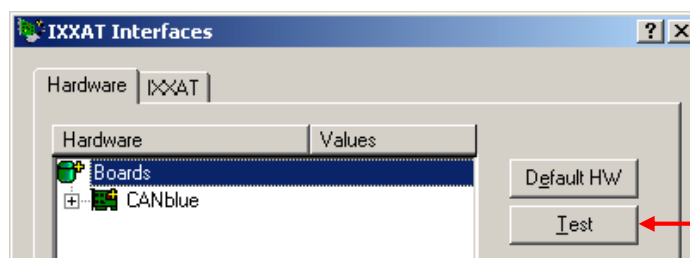 IXXAT Interfaces
Hardware IXXAT
Hardware Values
Boards
Default HW
CANblue
Test